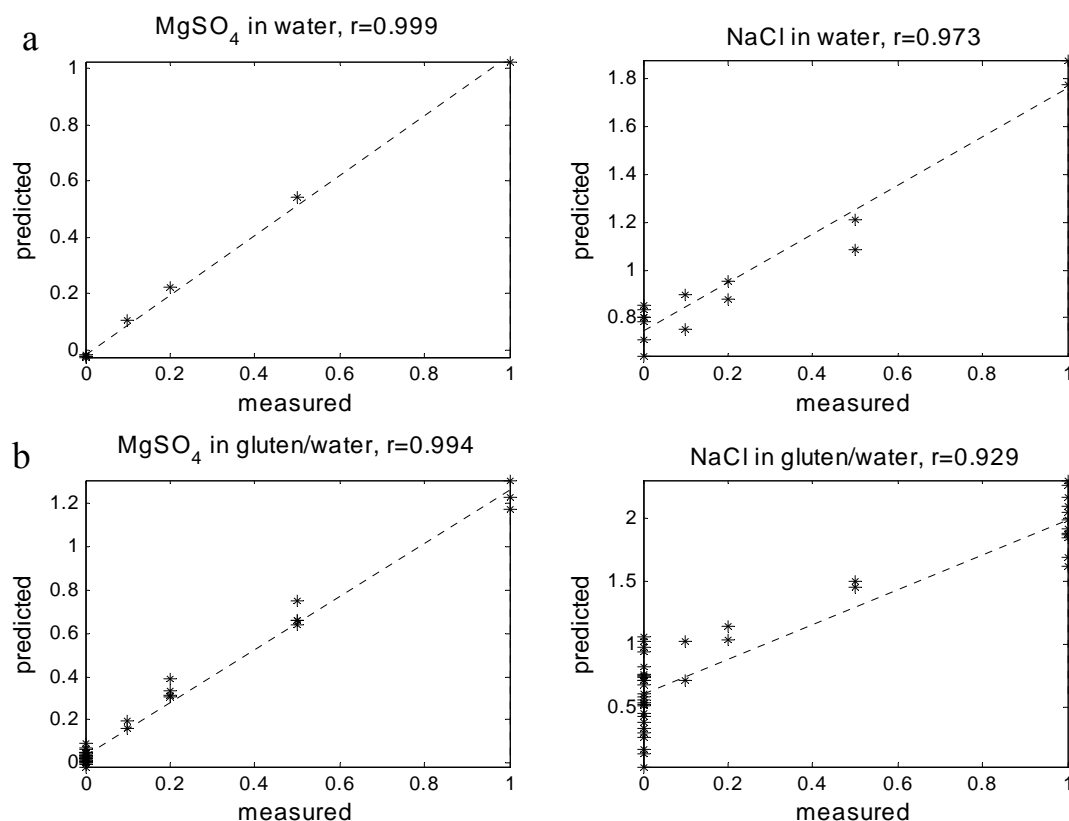 a
MgSO4 in water, r=0.999
1
0.8
0.6
0.4
0.2
0
predicted
0 0.2 0.4 0.6 0.8 1
measured
NaCl in water, r=0.973
1.8
1.6
1.4
1.2
1
0.8
predicted
0 0.2 0.4 0.6 0.8 1
measured
b
MgSO4 in gluten/water, r=0.994
1.2
1
0.8
0.6
0.4
0.2
0
predicted
0 0.2 0.4 0.6 0.8 1
measured
NaCl in gluten/water, r=0.929
2
1.5
1
0.5
predicted
0 0.2 0.4 0.6 0.8 1
measured